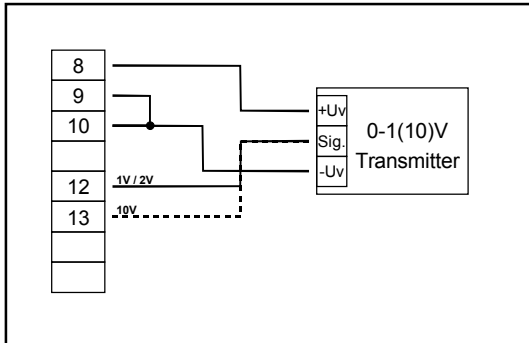 8
9
10
12
13
1V / 2V
10V
+Uv
Sig.
-Uv
0-1(10)V
Transmitter